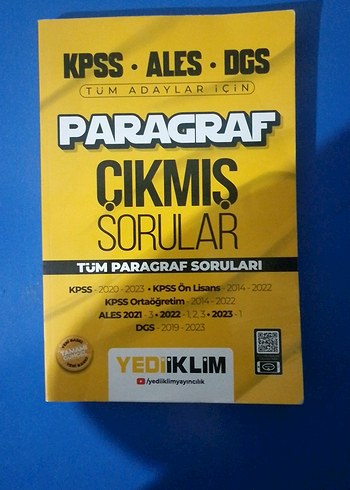 KPSS • ALES • DGS
TÜM ADAYLAR İÇİN
PARAGRAF
ÇIKMIŞ
SORULAR
TÜM PARAGRAF SORULARI
KPSS - 2020 - 2023 • KPSS Ön Lisans - 2014 - 2022
KPSS Ortaöğretim - 2014 - 2022
ALES 2021 - 3 • 2022 - 1, 2, 3 • 2023 - 1
DGS - 2019 - 2023
YEDİİKLİM
/yediiklimyayıncılık